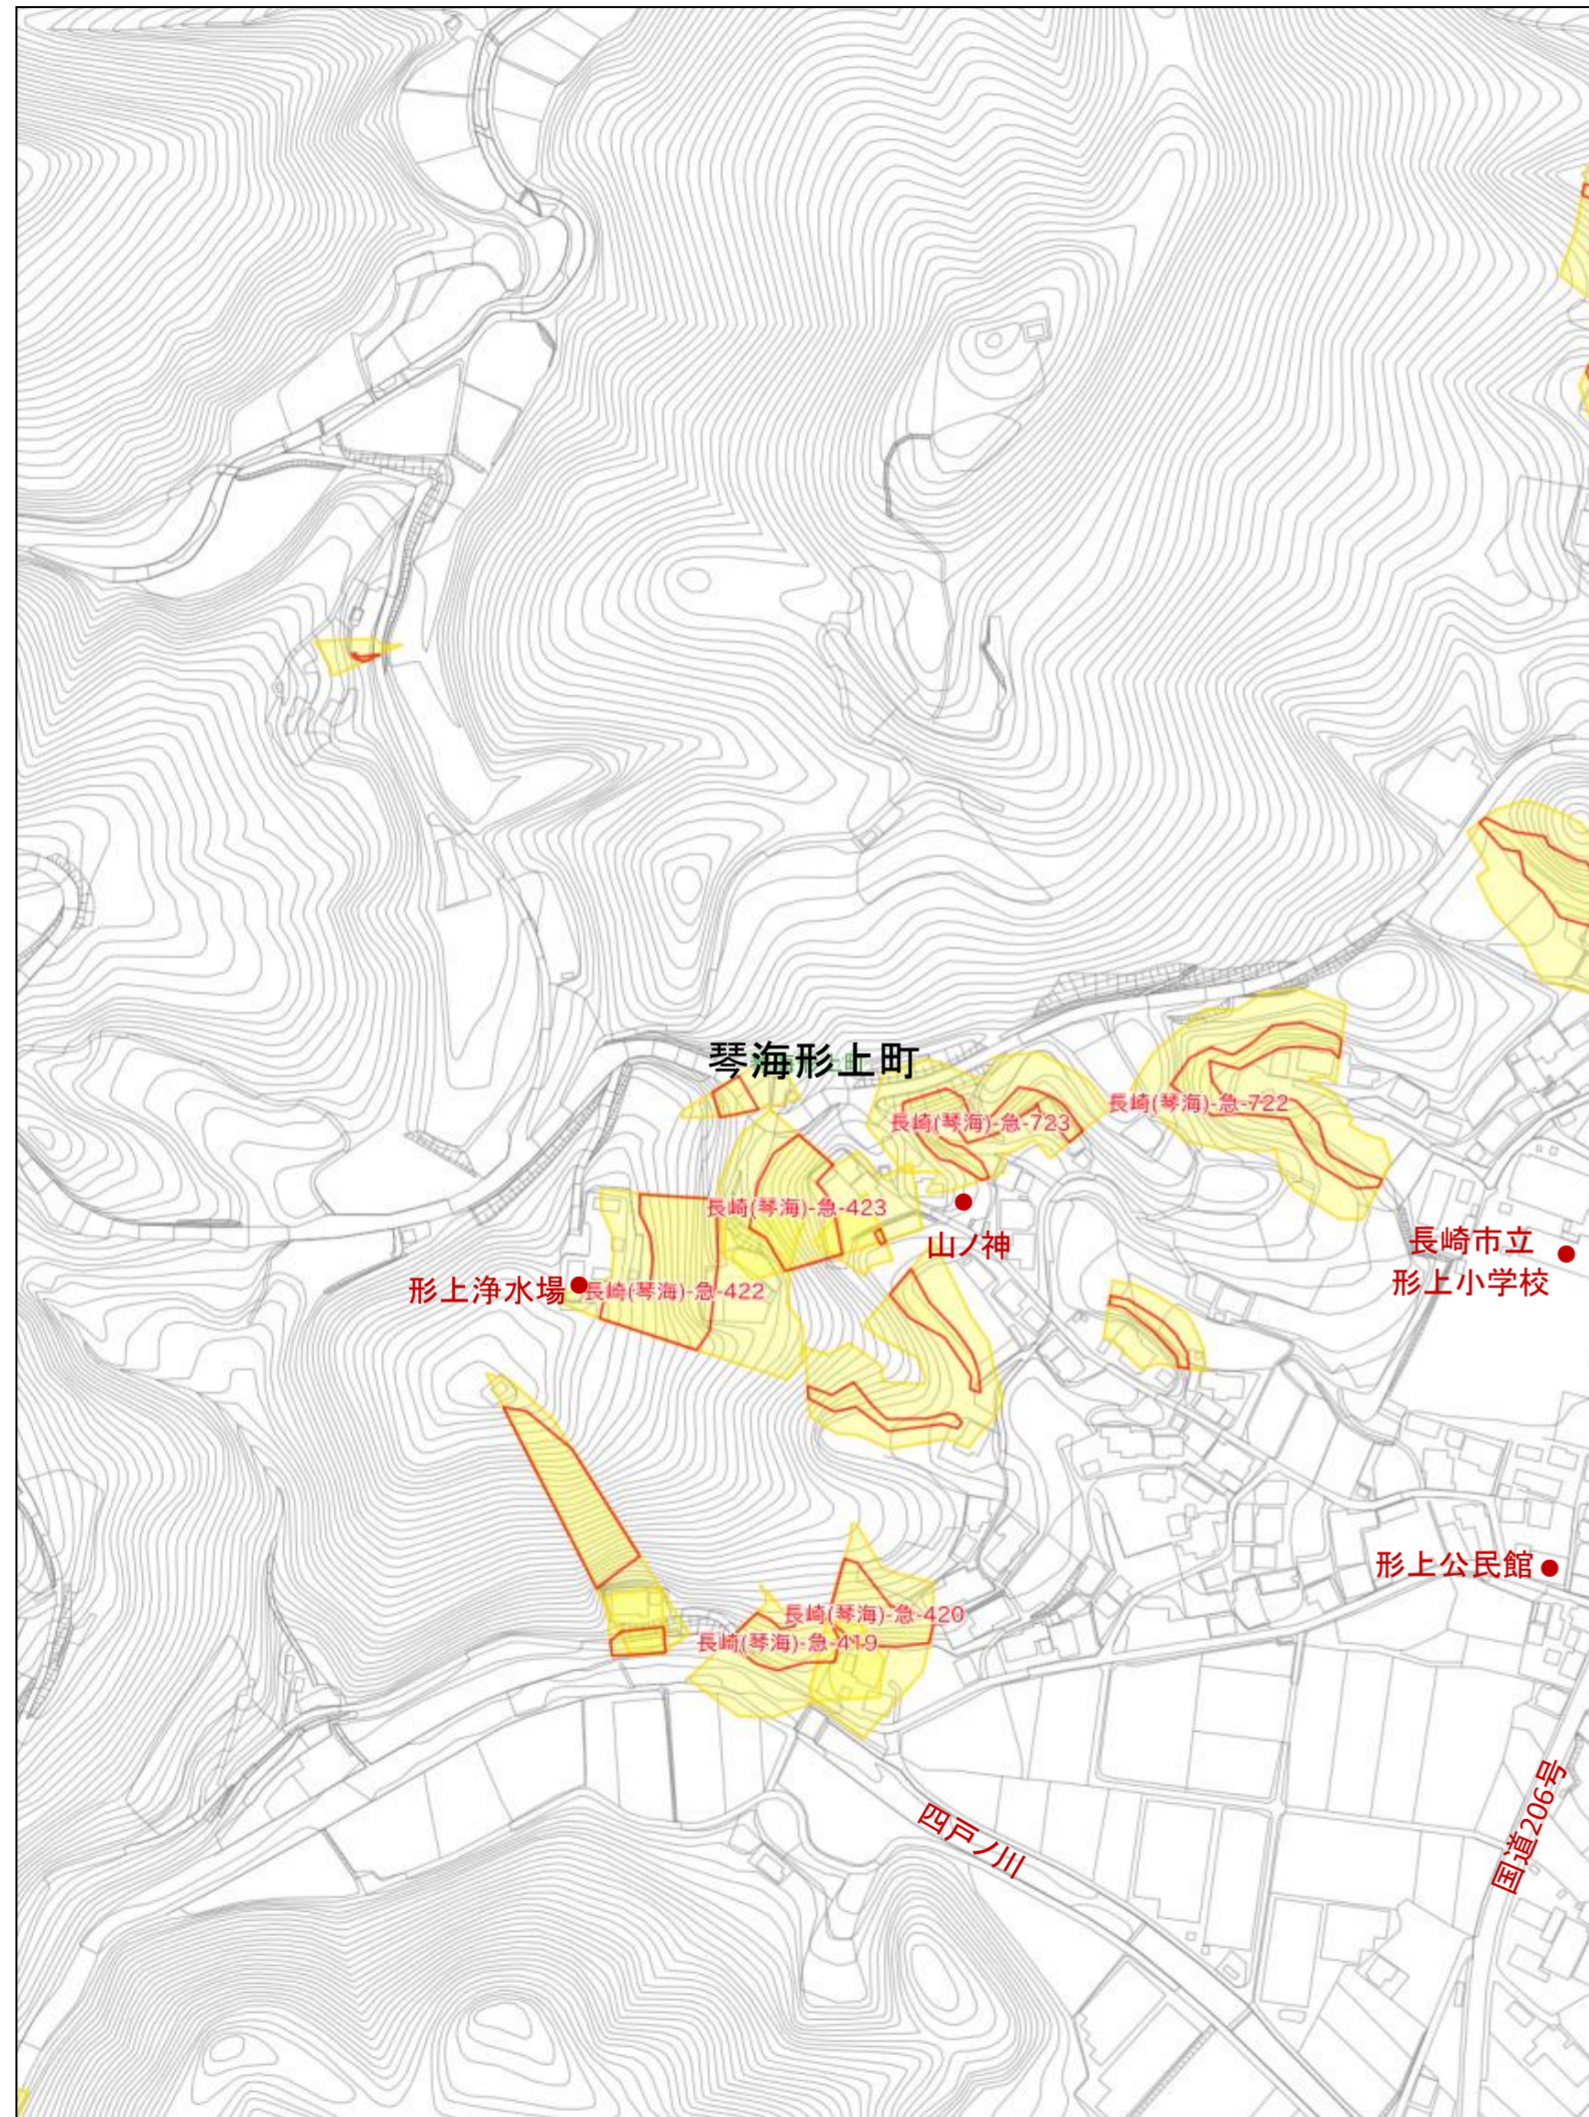 琴海形上町
長崎(琴海)-急-722
長崎(琴海)-急-723
長崎(琴海)-急-423
山ノ神
長崎市立
形上小学校
形上浄水場
長崎(琴海)-急-422
形上公民館
長崎(琴海)-急-420
長崎(琴海)-急-419
四戸ノ川
国道206号